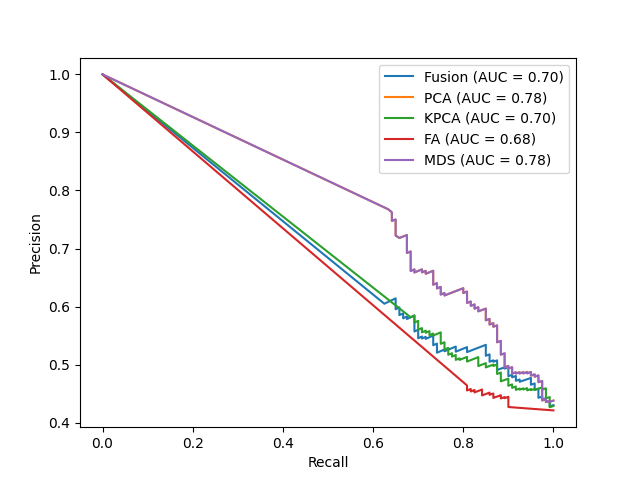 Fusion (AUC = 0.70)
PCA (AUC = 0.78)
KPCA (AUC = 0.70)
FA (AUC = 0.68)
MDS (AUC = 0.78)
1.0
0.9
0.8
0.7
0.6
0.5
0.4
Precision
0.0 0.2 0.4 0.6 0.8 1.0
Recall